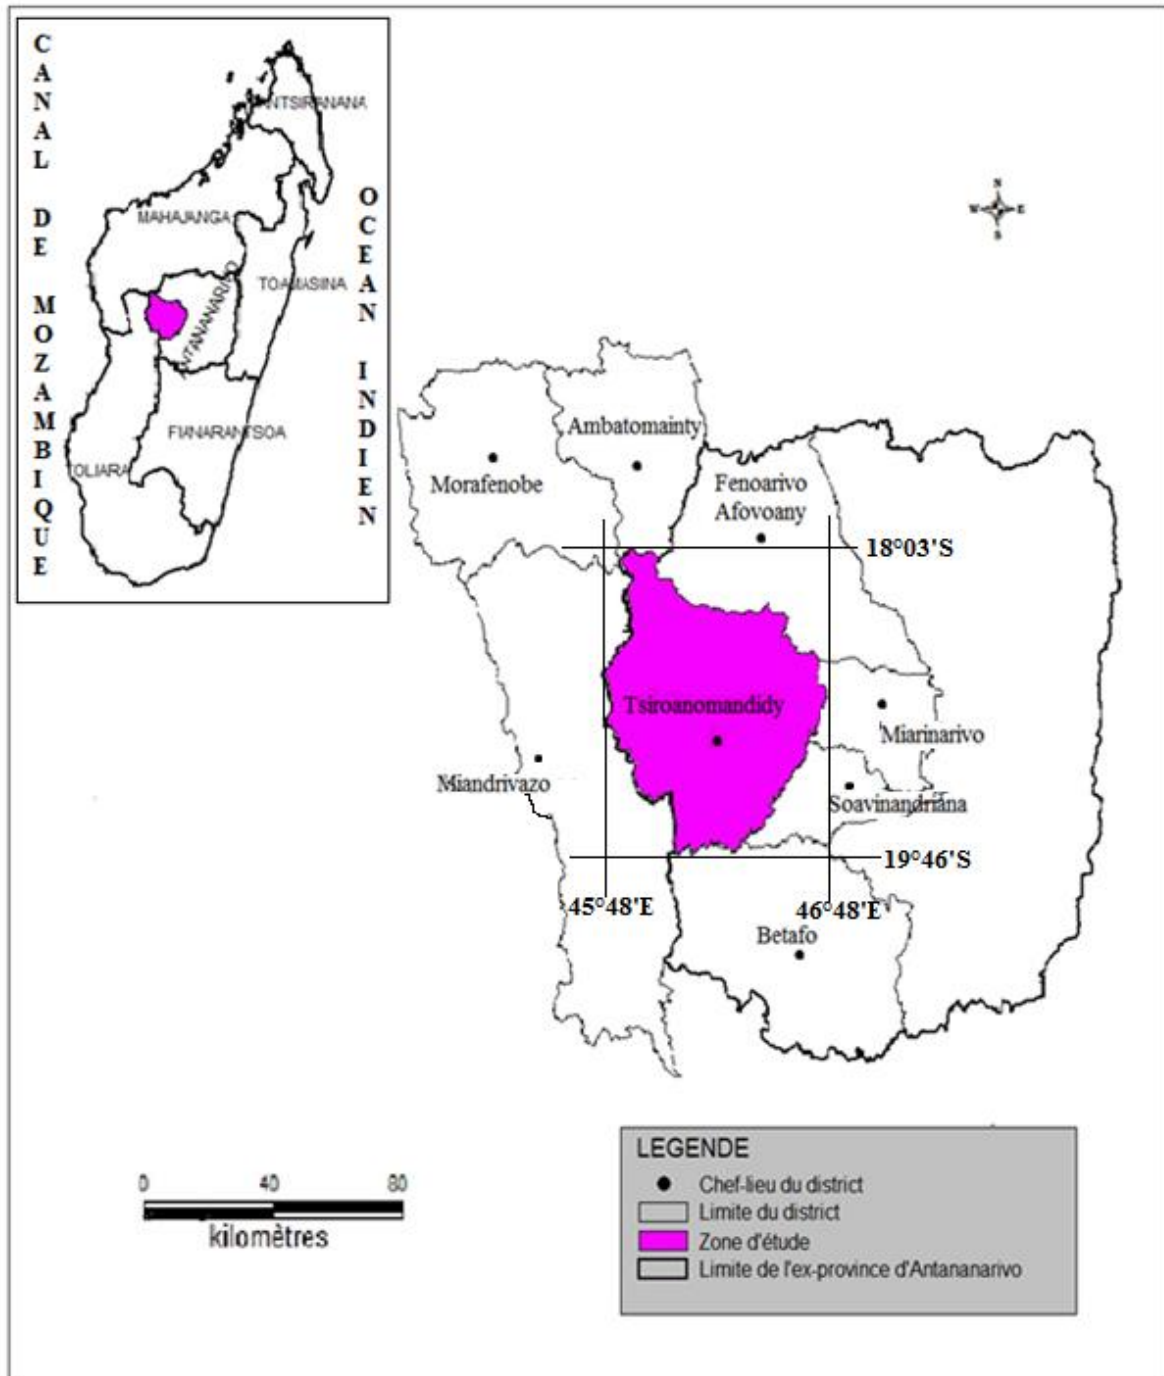 CANAL DE MOZAMBIQUE
OCEAN INDIEN
ANTSIRANANA
MAHAJANGA
TOAMASINA
ANTANANARIVO
FIANARANTSOA
TOLIARA
N
W E
S
Ambatomainty
Morafenobe
Fenoarivo
Afovoany
18°03'S
Tsiroanomandidy
Miarinarivo
Miandrivazo
Soavinandriana
19°46'S
45°48'E
46°48'E
Betafo
0 40 80
kilomètres
LEGENDE
Chef-lieu du district
Limite du district
Zone d'étude
Limite de l'ex-province d'Antananarivo